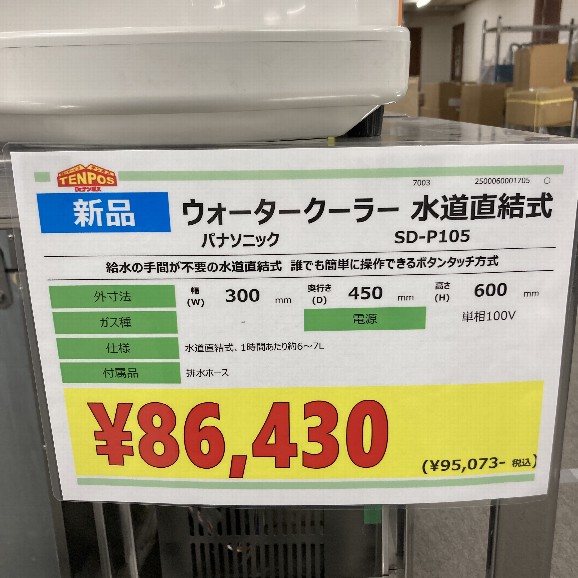 TENPOS
Dr.テンポス
7003 2500060001705
新品 ウォータークーラー 水道直結式
パナソニック SD-P105
給水の手間が不要の水道直結式 誰でも簡単に操作できるボタンタッチ方式
外寸法 幅(W) 300 mm 奥行き(D) 450 mm 高さ(H) 600 mm
ガス種 - 電源 単相100V
仕様 水道直結式、1時間あたり約6～7L
付属品 排水ホース
¥86,430
(¥95,073- 税込)